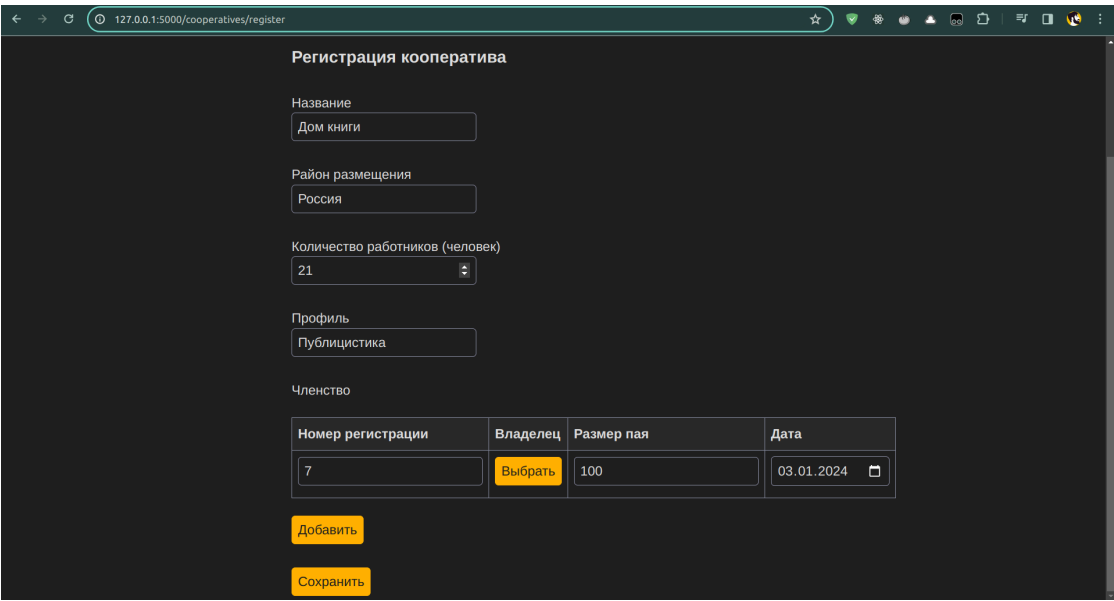 127.0.0.1:5000/cooperatives/register
Регистрация кооператива
Название
Дом книги
Район размещения
Россия
Количество работников (человек)
21
Профиль
Публицистика
Членство
Номер регистрации Владелец Размер пая Дата
7 Выбрать 100 03.01.2024
Добавить
Сохранить